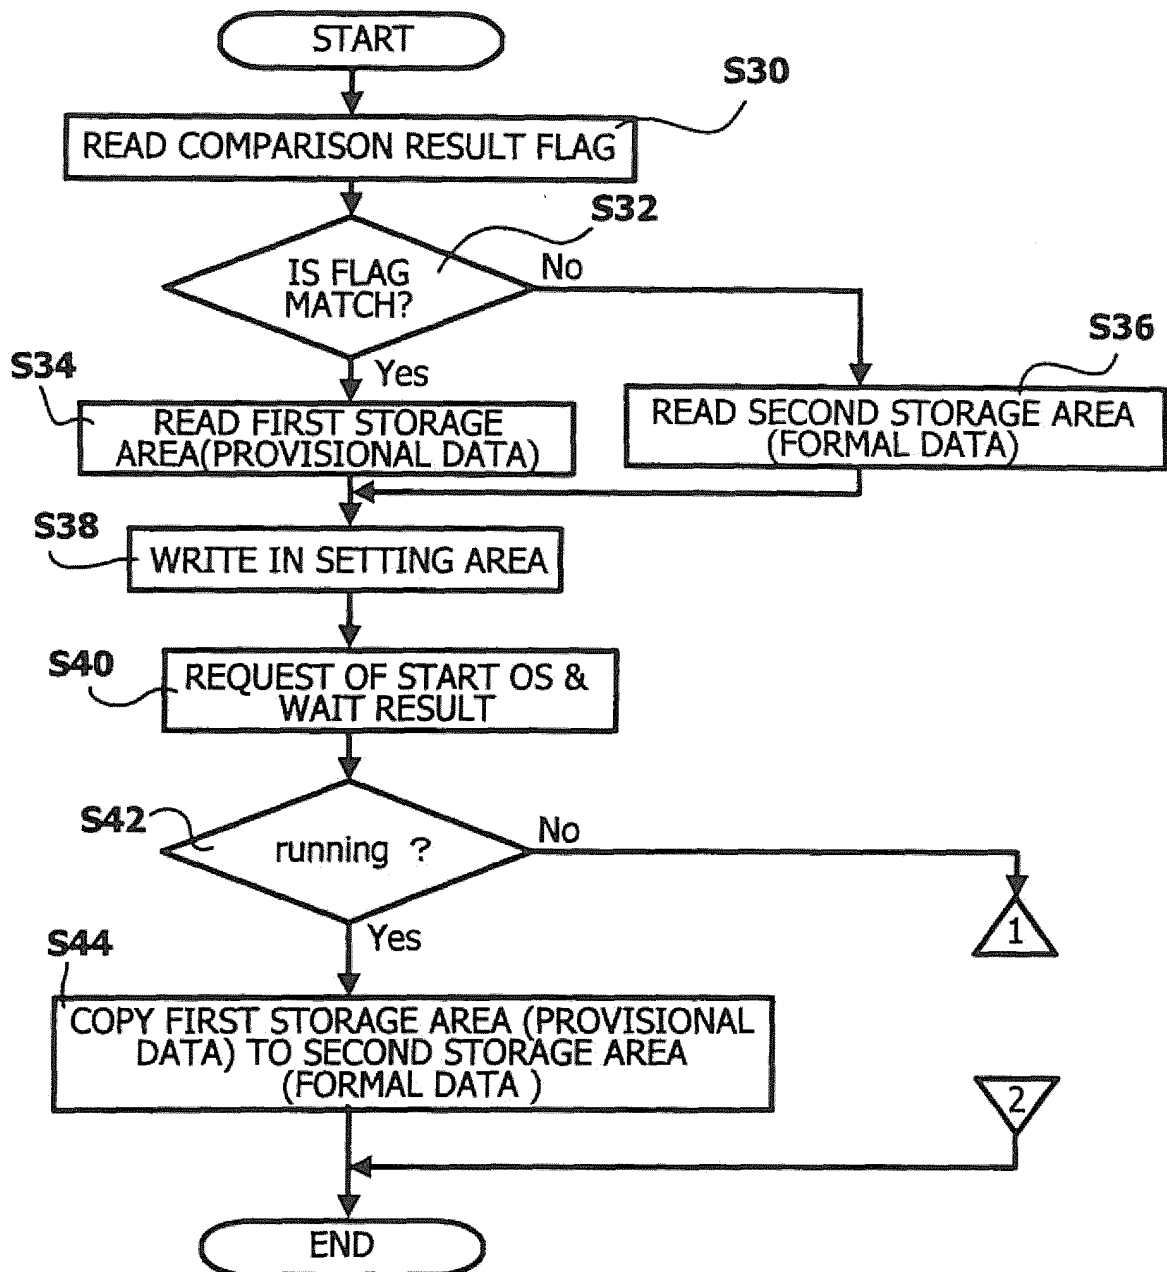 START
S30
READ COMPARISON RESULT FLAG
S32
IS FLAG
MATCH?
No
Yes
S34
S36
READ FIRST STORAGE
AREA(PROVISIONAL DATA)
READ SECOND STORAGE AREA
(FORMAL DATA)
S38
WRITE IN SETTING AREA
S40
REQUEST OF START OS &
WAIT RESULT
S42
running ?
No
1
Yes
S44
COPY FIRST STORAGE AREA (PROVISIONAL
DATA) TO SECOND STORAGE AREA
(FORMAL DATA )
2
END